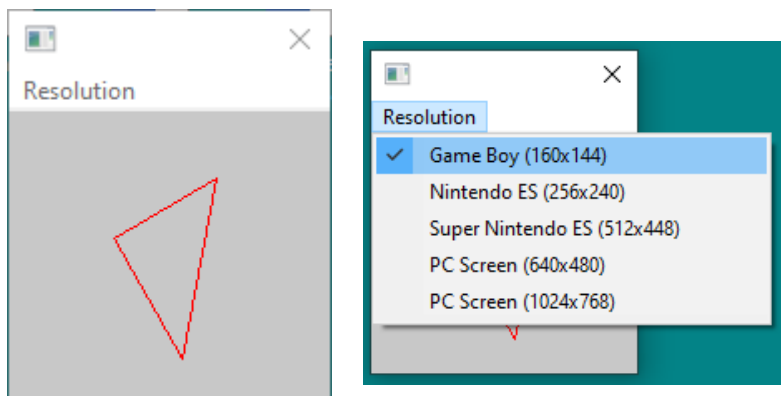 Resolution
Resolution
Game Boy (160x144)
Nintendo ES (256x240)
Super Nintendo ES (512x448)
PC Screen (640x480)
PC Screen (1024x768)